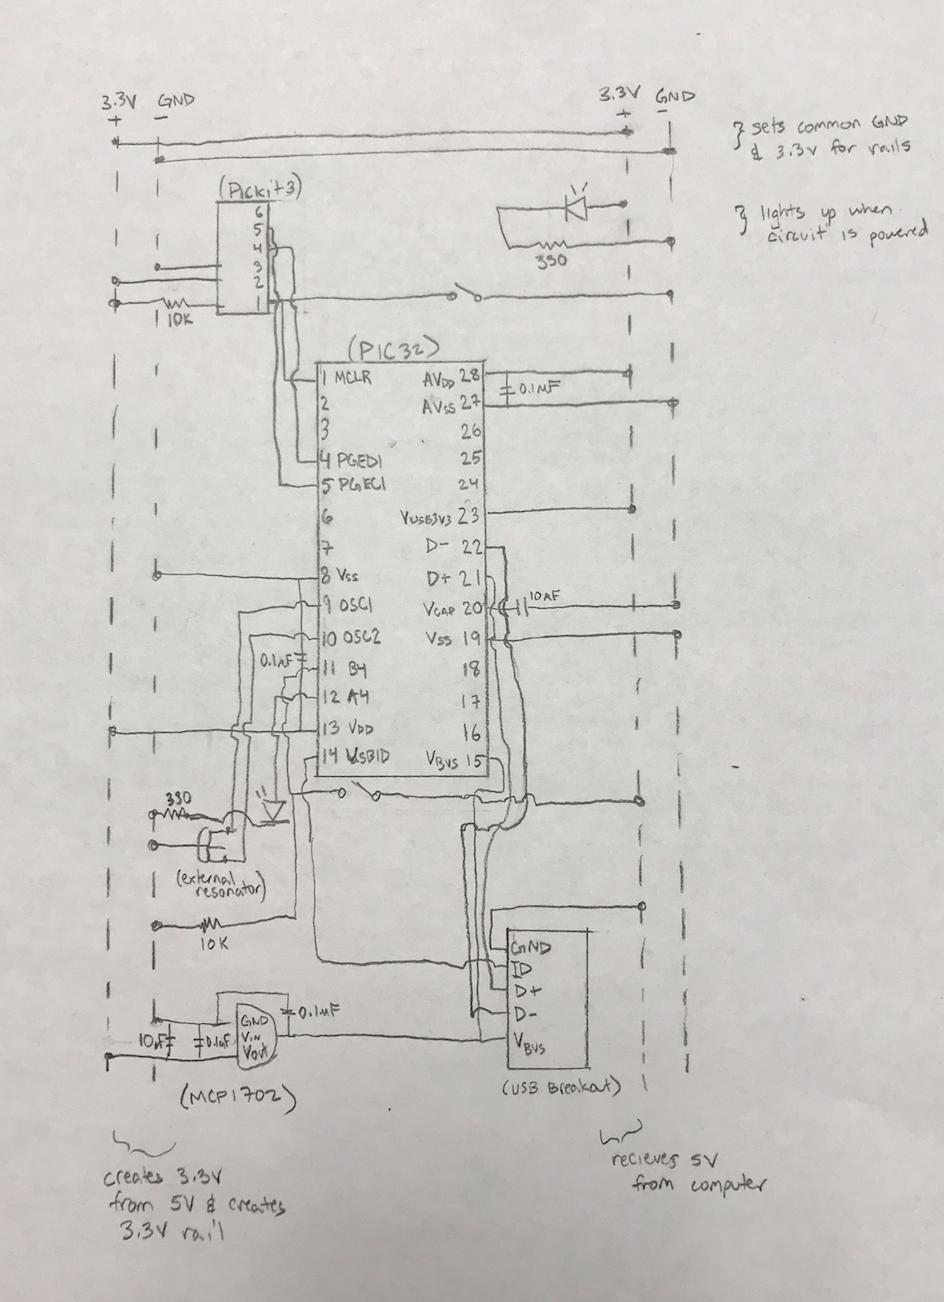 3.3V GND
+ −
3.3V GND
+ −
} sets common GND
& 3.3V for rails
(Pickit3)
6
5
4
3
2
1
10K
330
} lights up when
circuit is powered
(PIC32)
1 MCLR
2
3
4 PGED1
5 PGEC1
6
7
8 Vss
9 OSC1
10 OSC2
11 B4
12 A4
13 VDD
14 USBID
AVDD 28
AVss 27
26
25
24
VUSB3V3 23
D- 22
D+ 21
VCAP 20
Vss 19
18
17
16
VBUS 15
0.1uF
10uF
0.1uF
330
(external
resonator)
10K
GND
VIN
Vout
10uF
0.1uF
0.1uF
(MCP1702)
GND
ID
D+
D-
VBUS
(USB Breakout)
creates 3.3V
from 5V & creates
3.3V rail
recieves 5V
from computer